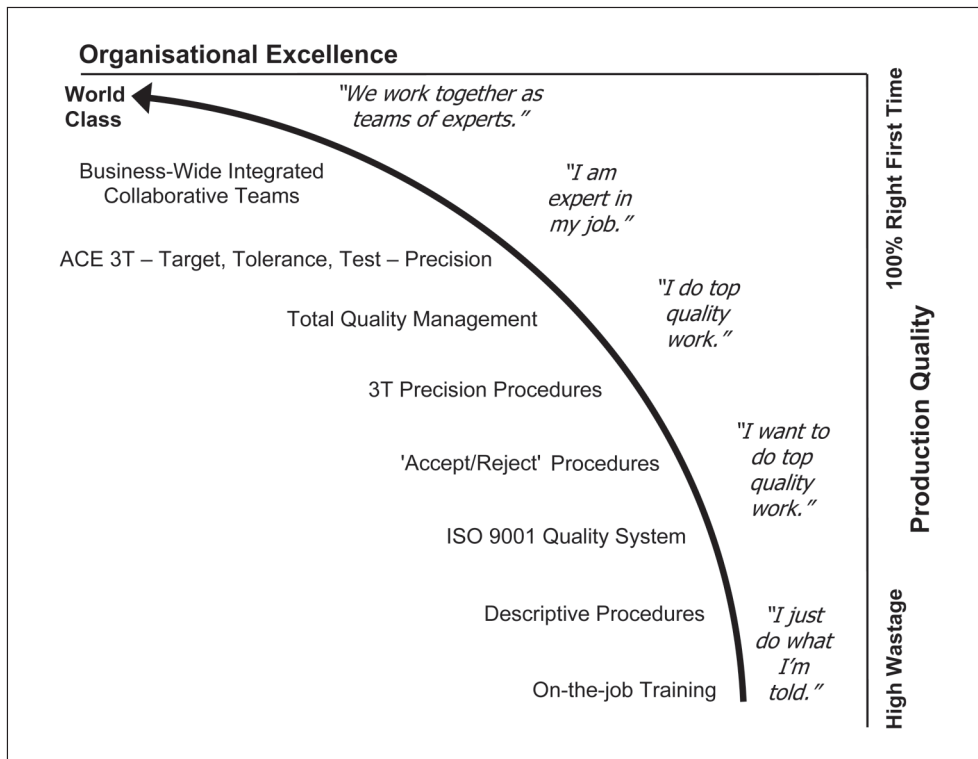 Organisational Excellence
World
Class
"We work together as
teams of experts."
Business-Wide Integrated
Collaborative Teams
"I am
expert in
my job."
ACE 3T – Target, Tolerance, Test – Precision
"I do top
quality
work."
Total Quality Management
3T Precision Procedures
"I want to
do top
quality
work."
'Accept/Reject' Procedures
ISO 9001 Quality System
Descriptive Procedures
"I just
do what
I'm
told."
On-the-job Training
100% Right First Time
Production Quality
High Wastage